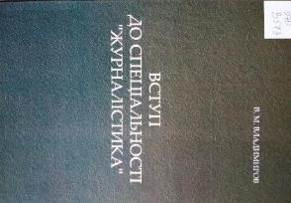 В. М. ВЛАДИМИРОВ
ВСТУП
ДО СПЕЦІАЛЬНОСТІ
"ЖУРНАЛІСТИКА"